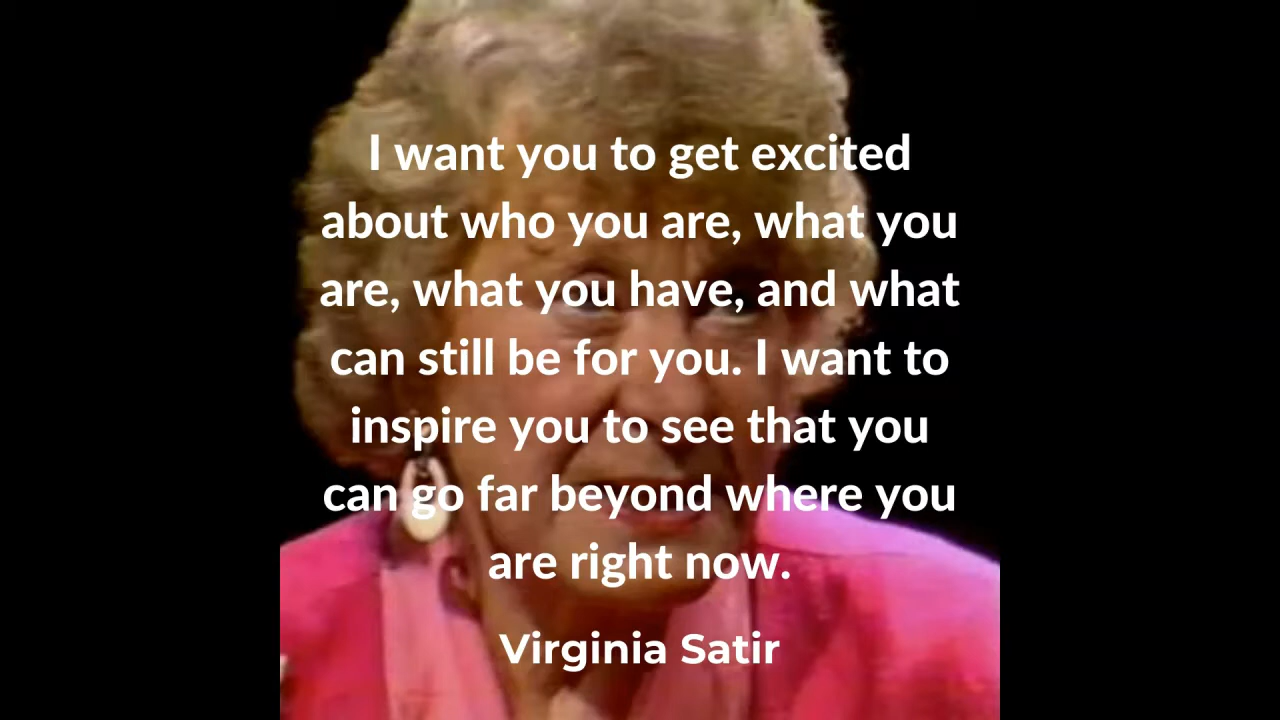 I want you to get excited
about who you are, what you
are, what you have, and what
can still be for you. I want to
inspire you to see that you
can go far beyond where you
are right now.
Virginia Satir